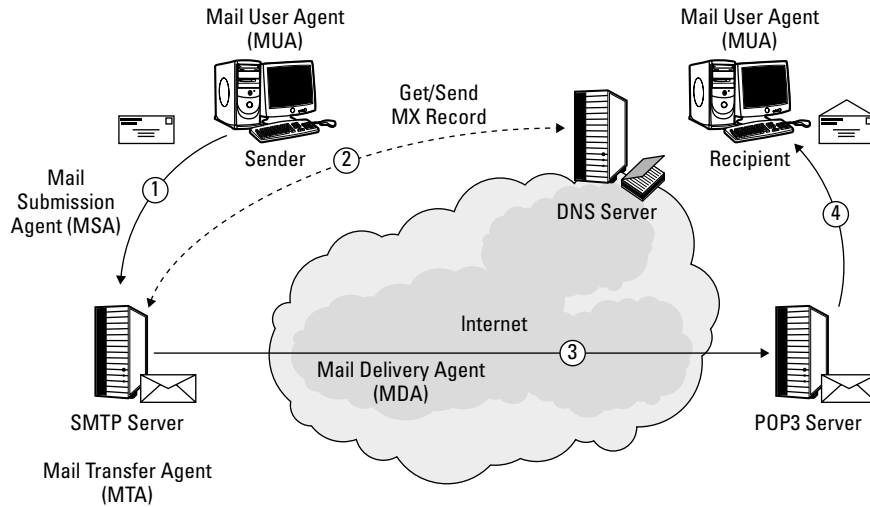 Mail User Agent
(MUA)
Mail User Agent
(MUA)
Get/Send
MX Record
Sender
2
Recipient
1
Mail
Submission
Agent (MSA)
4
DNS Server
Internet
3
Mail Delivery Agent
(MDA)
SMTP Server
POP3 Server
Mail Transfer Agent
(MTA)